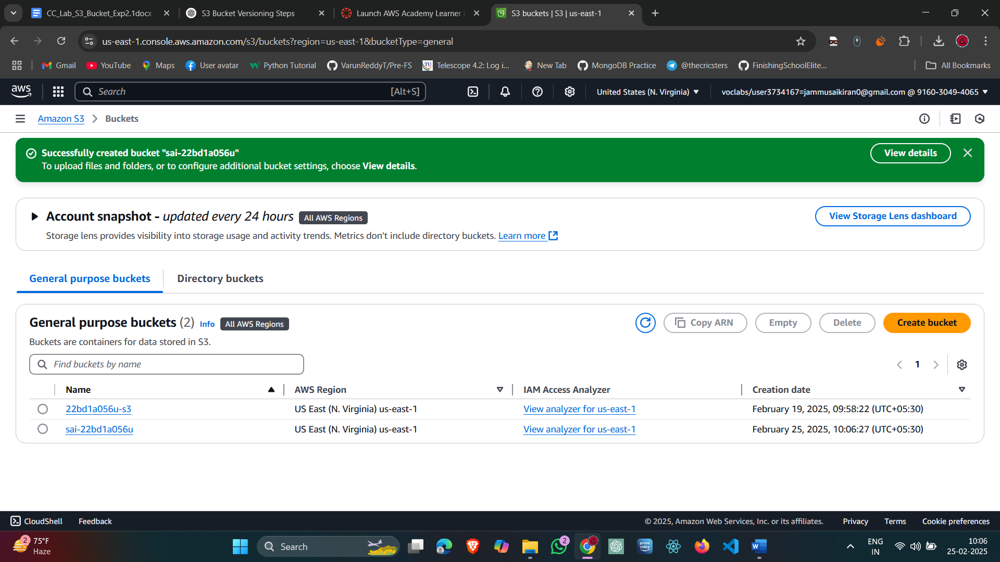 CC_Lab_S3_Bucket_Exp2.1docx
S3 Bucket Versioning Steps
Launch AWS Academy Learner
S3 buckets | S3 | us-east-1
us-east-1.console.aws.amazon.com/s3/buckets?region=us-east-1&bucketType=general
Gmail
YouTube
Maps
User avatar
Python Tutorial
VarunReddyT/Pre-FS
TU
Telescope 4.2: Log i...
New Tab
MongoDB Practice
@thecricsters
FinishingSchoolElite...
All Bookmarks
aws
Search
[Alt+S]
United States (N. Virginia)
voclabs/user3734167=jammusaikiran0@gmail.com @ 9160-3049-4065
Amazon S3
Buckets
Successfully created bucket "sai-22bd1a056u"
To upload files and folders, or to configure additional bucket settings, choose View details.
View details
Account snapshot - updated every 24 hours
All AWS Regions
View Storage Lens dashboard
Storage lens provides visibility into storage usage and activity trends. Metrics don't include directory buckets. Learn more
General purpose buckets
Directory buckets
General purpose buckets (2)
Info
All AWS Regions
Copy ARN
Empty
Delete
Create bucket
Buckets are containers for data stored in S3.
Find buckets by name
1
Name
AWS Region
IAM Access Analyzer
Creation date
22bd1a056u-s3
US East (N. Virginia) us-east-1
View analyzer for us-east-1
February 19, 2025, 09:58:22 (UTC+05:30)
sai-22bd1a056u
US East (N. Virginia) us-east-1
View analyzer for us-east-1
February 25, 2025, 10:06:27 (UTC+05:30)
CloudShell
Feedback
© 2025, Amazon Web Services, Inc. or its affiliates.
Privacy
Terms
Cookie preferences
2
75°F
Haze
Search
2
prime video
W
ENG
IN
10:06
25-02-2025